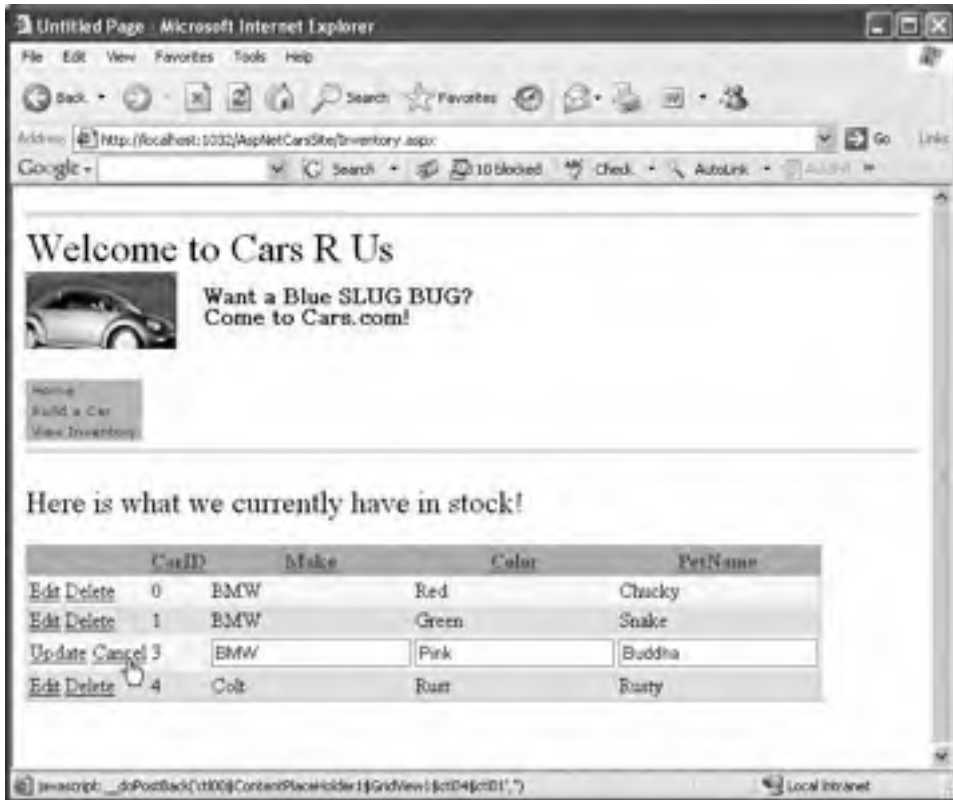 Untitled Page - Microsoft Internet Explorer
File Edit View Favorites Tools Help
Back Search Favorites
Address http://localhost:1032/AspNetCarsSite/Inventory.aspx Go Links
Google Search 10 blocked Check AutoLink
Welcome to Cars R Us
Want a Blue SLUG BUG?
Come to Cars.com!
Home
Build a Car
View Inventory
Here is what we currently have in stock!
CarID Make Color PetName
Edit Delete 0 BMW Red Chucky
Edit Delete 1 BMW Green Snake
Update Cancel 3 BMW Pink Buddha
Edit Delete 4 Colt Rust Rusty
javascript:__doPostBack('ctl00$ContentPlaceHolder1$GridView1$ctl04$ctl01','') Local intranet